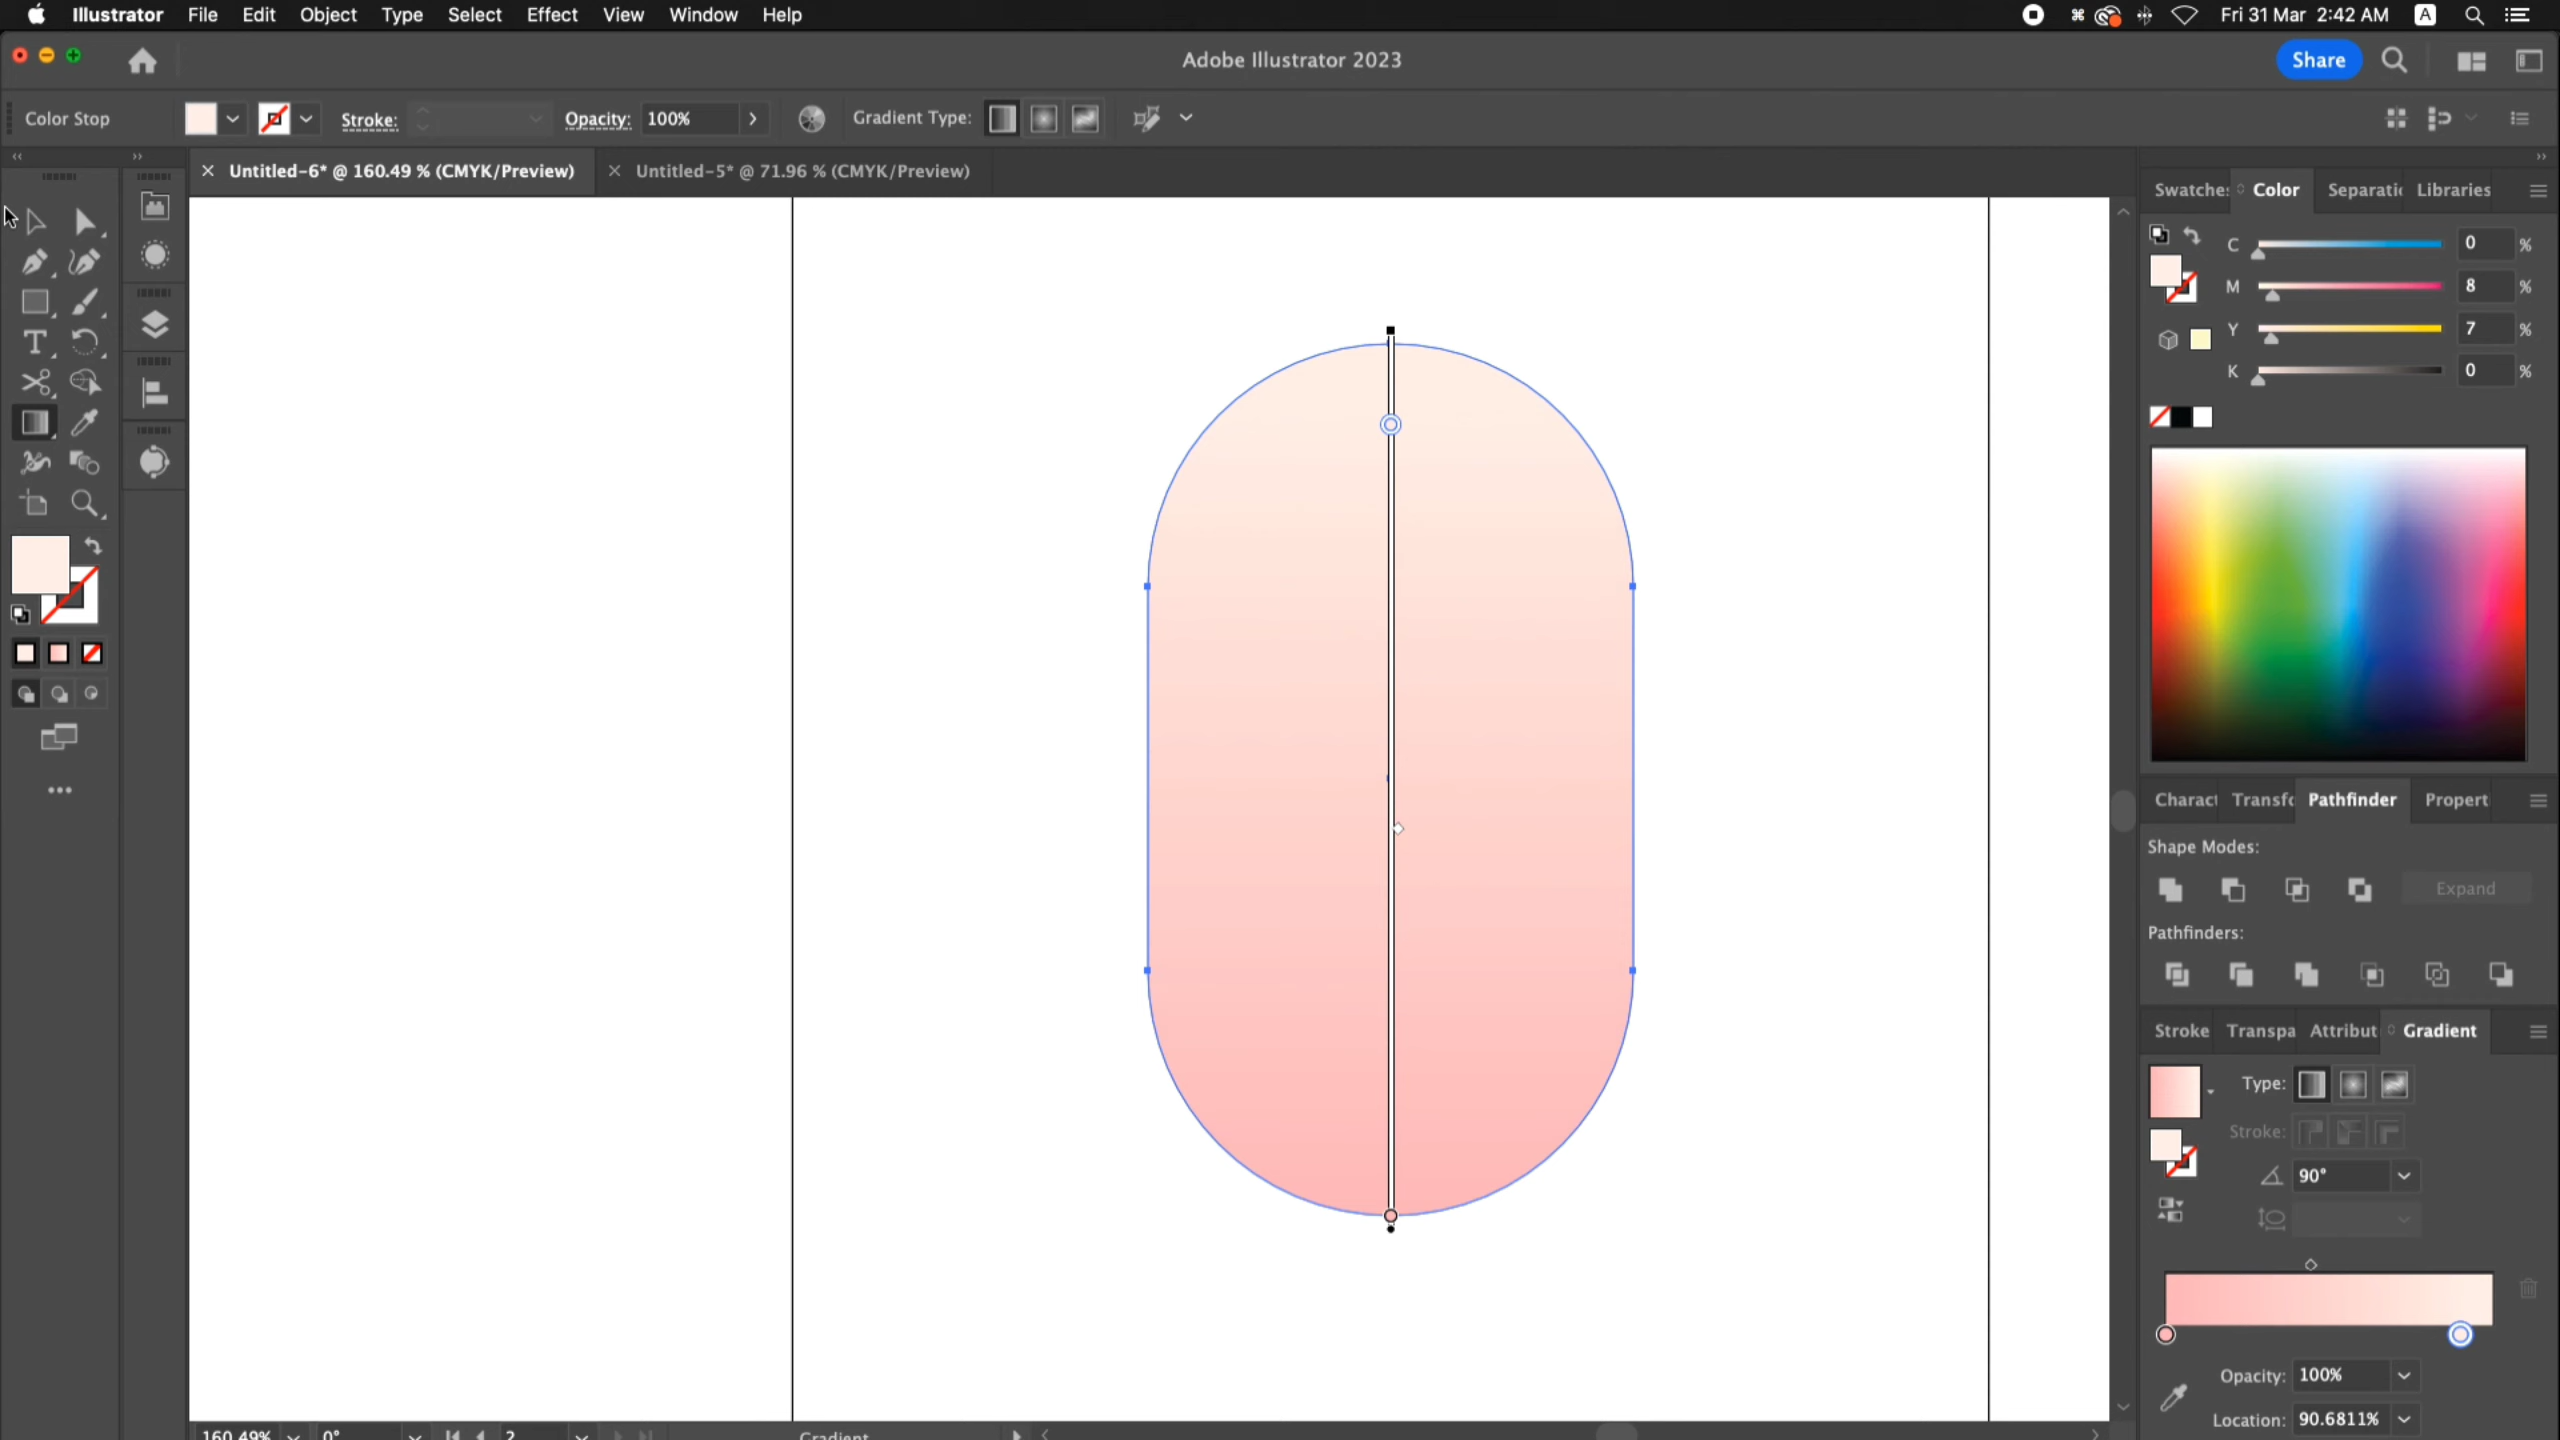 Illustrator File Edit Object Type Select Effect View Window Help Fri 31 Mar 2:42 AM A
Adobe Illustrator 2023 Share
Color Stop Stroke: Opacity: 100% Gradient Type:
Untitled-6* @ 160.49 % (CMYK/Preview) Untitled-5* @ 71.96 % (CMYK/Preview)
Swatche: Color Separatic Libraries
C 0 %
M 8 %
Y 7 %
K 0 %
Charact Transfo Pathfinder Propert
Shape Modes:
Expand
Pathfinders:
Stroke Transpa Attribut Gradient
Type:
Stroke:
90°
Opacity: 100%
Location: 90.6811%
160.49% 0° 2 Gradient